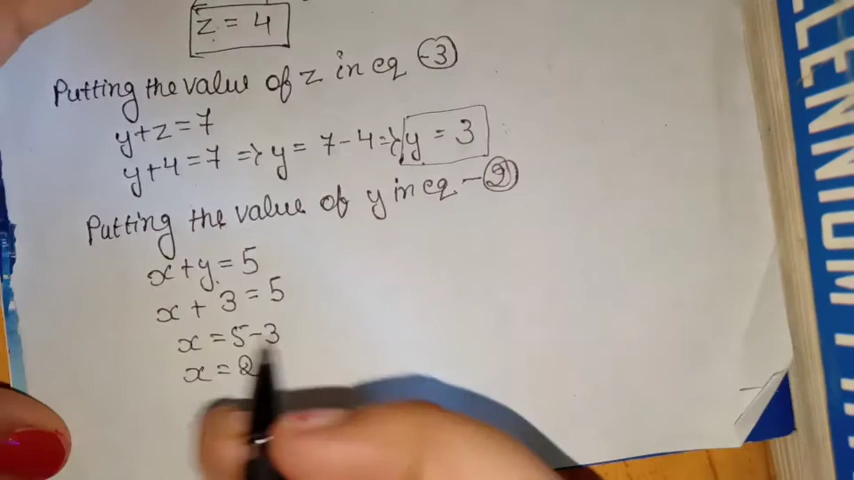 z = 4
Putting the value of z in eq -3
y+z=7
y+4=7 => y = 7-4 => y = 3
Putting the value of y in eq - 2
x+y=5
x + 3 = 5
x = 5-3
x = 2